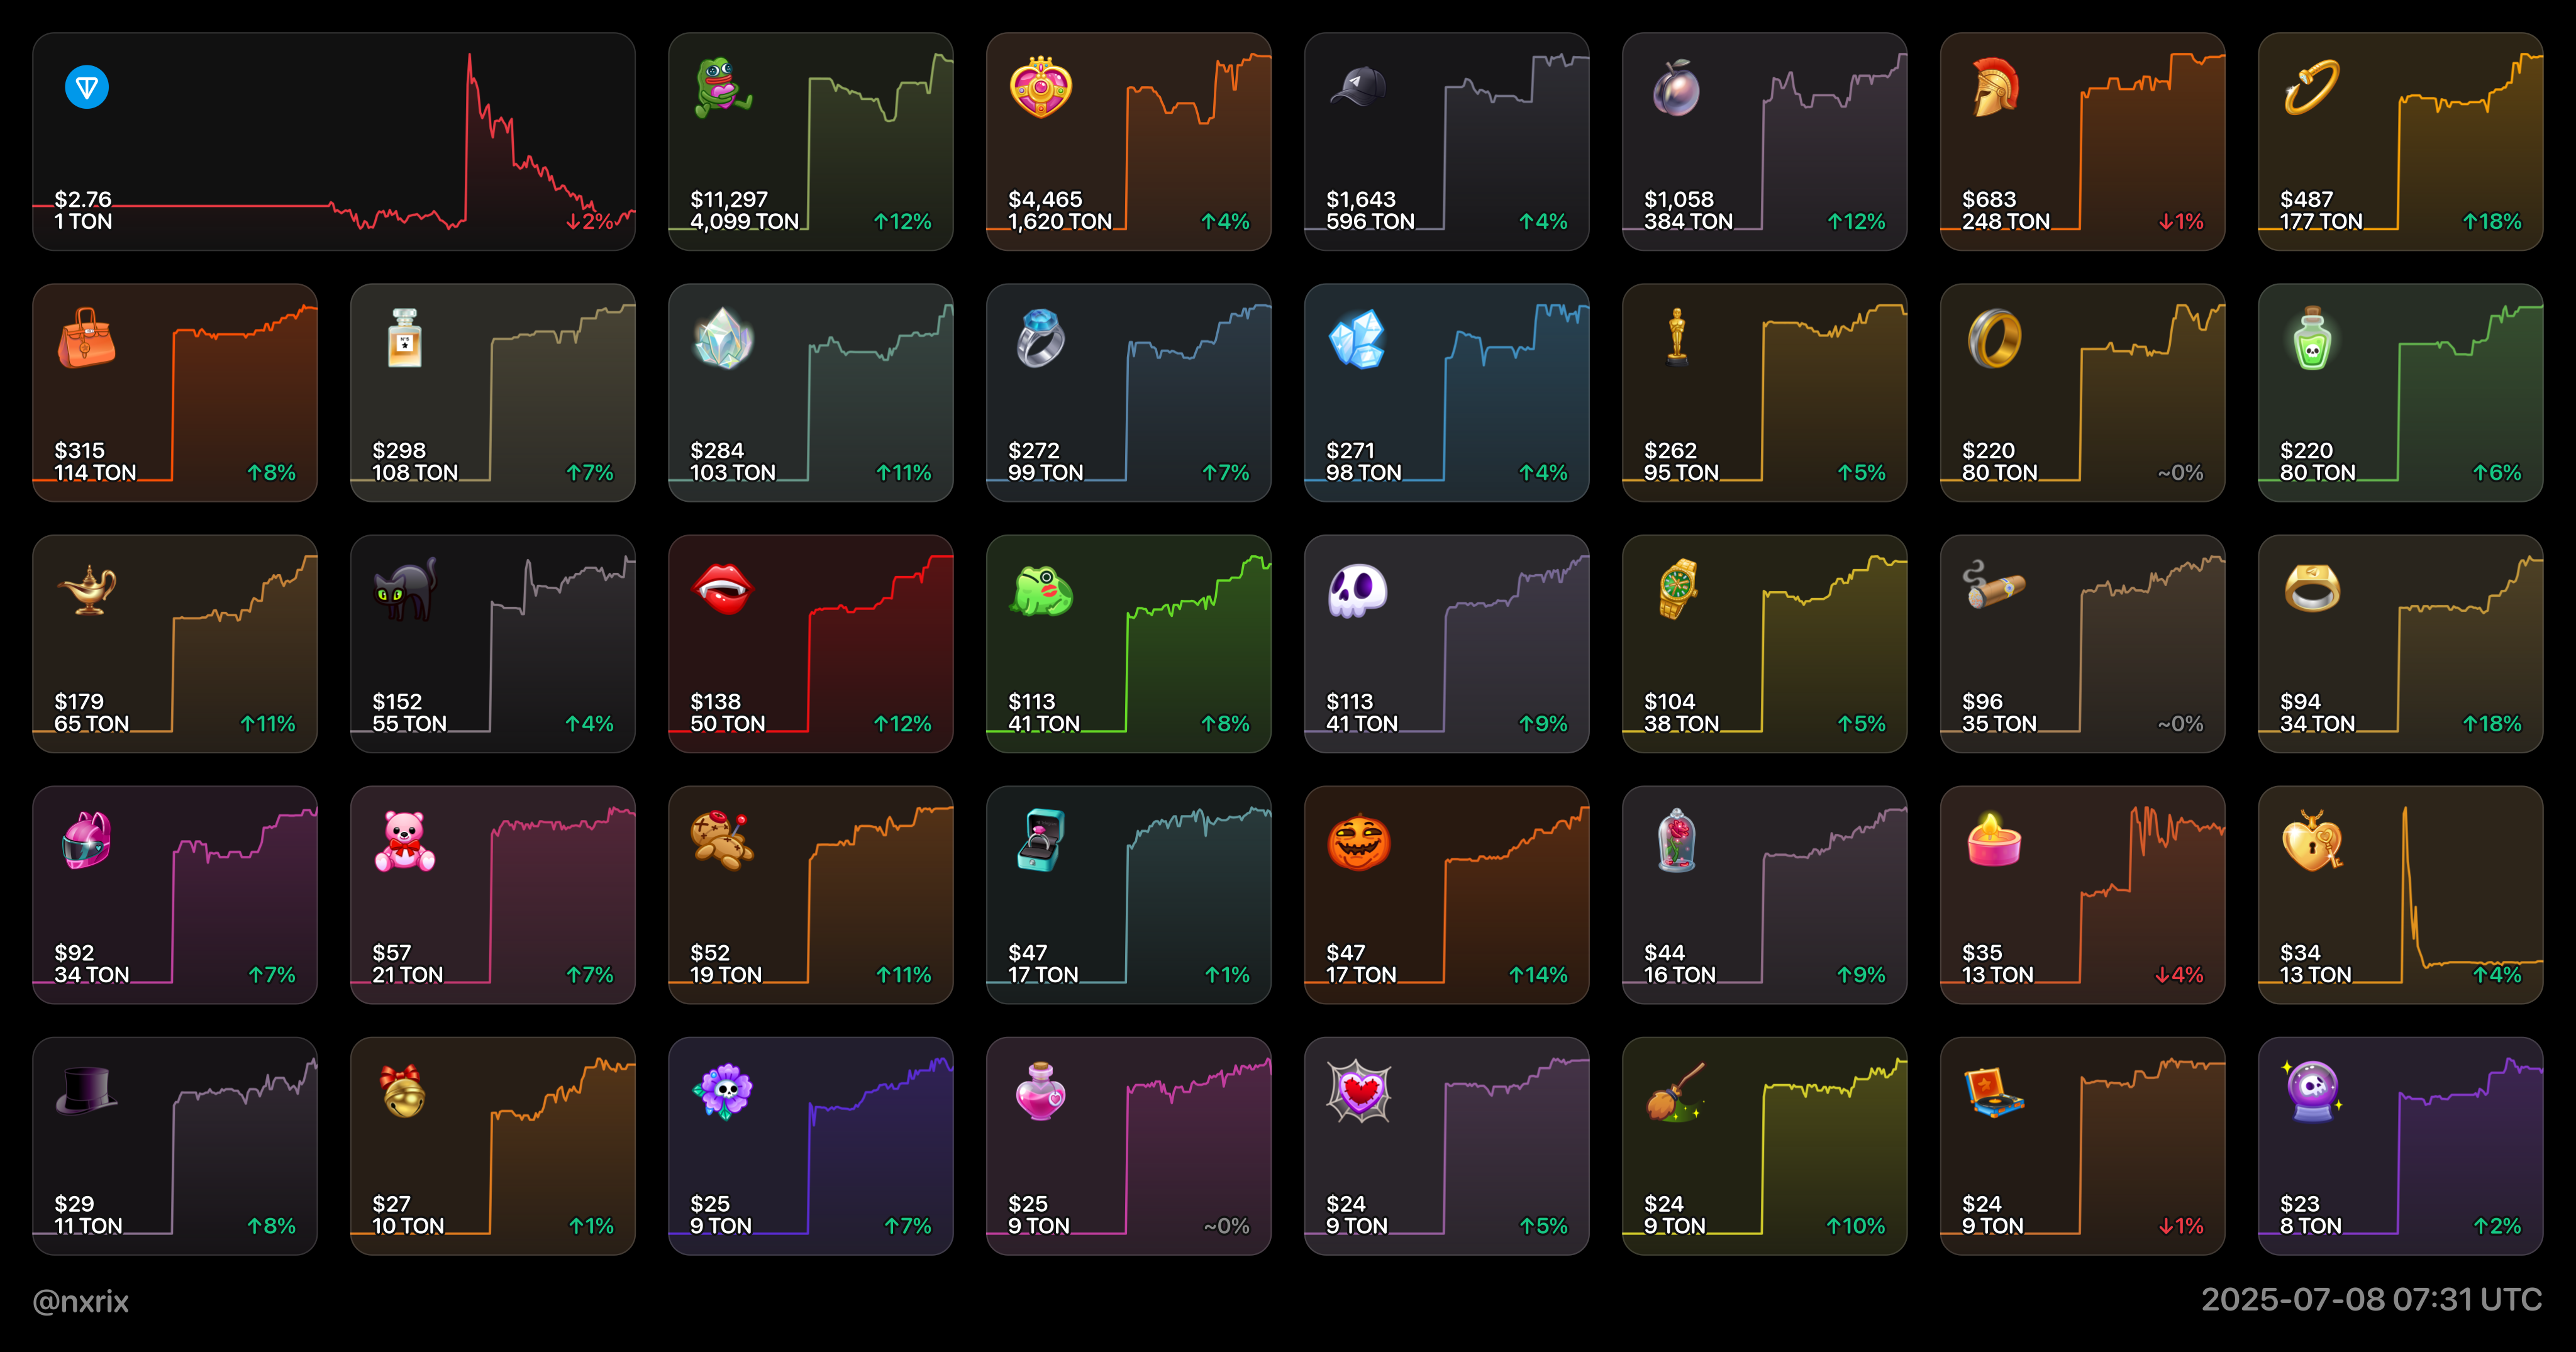 $2.76
1 TON
↓2%
$11,297
4,099 TON
↑12%
$4,465
1,620 TON
↑4%
$1,643
596 TON
↑4%
$1,058
384 TON
↑12%
$683
248 TON
↓1%
$487
177 TON
↑18%
$315
114 TON
↑8%
$298
108 TON
↑7%
$284
103 TON
↑11%
$272
99 TON
↑7%
$271
98 TON
↑4%
$262
95 TON
↑5%
$220
80 TON
~0%
$220
80 TON
↑6%
$179
65 TON
↑11%
$152
55 TON
↑4%
$138
50 TON
↑12%
$113
41 TON
↑8%
$113
41 TON
↑9%
$104
38 TON
↑5%
$96
35 TON
~0%
$94
34 TON
↑18%
$92
34 TON
↑7%
$57
21 TON
↑7%
$52
19 TON
↑11%
$47
17 TON
↑1%
$47
17 TON
↑14%
$44
16 TON
↑9%
$35
13 TON
↓4%
$34
13 TON
↑4%
$29
11 TON
↑8%
$27
10 TON
↑1%
$25
9 TON
↑7%
$25
9 TON
~0%
$24
9 TON
↑5%
$24
9 TON
↑10%
$24
9 TON
↓1%
$23
8 TON
↑2%
@nxrix
2025-07-08 07:31 UTC